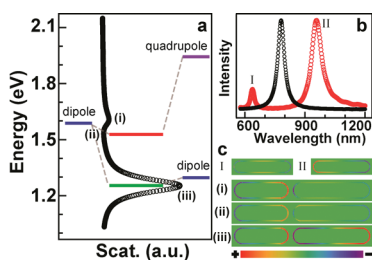 a
2.1
1.8
1.5
1.2
Energy (eV)
Scat. (a.u.)
quadrupole
dipole
(i)
(ii)
dipole
(iii)
b
I
II
Intensity
600 900 1200
Wavelength (nm)
c
I II
(i)
(ii)
(iii)
+ −